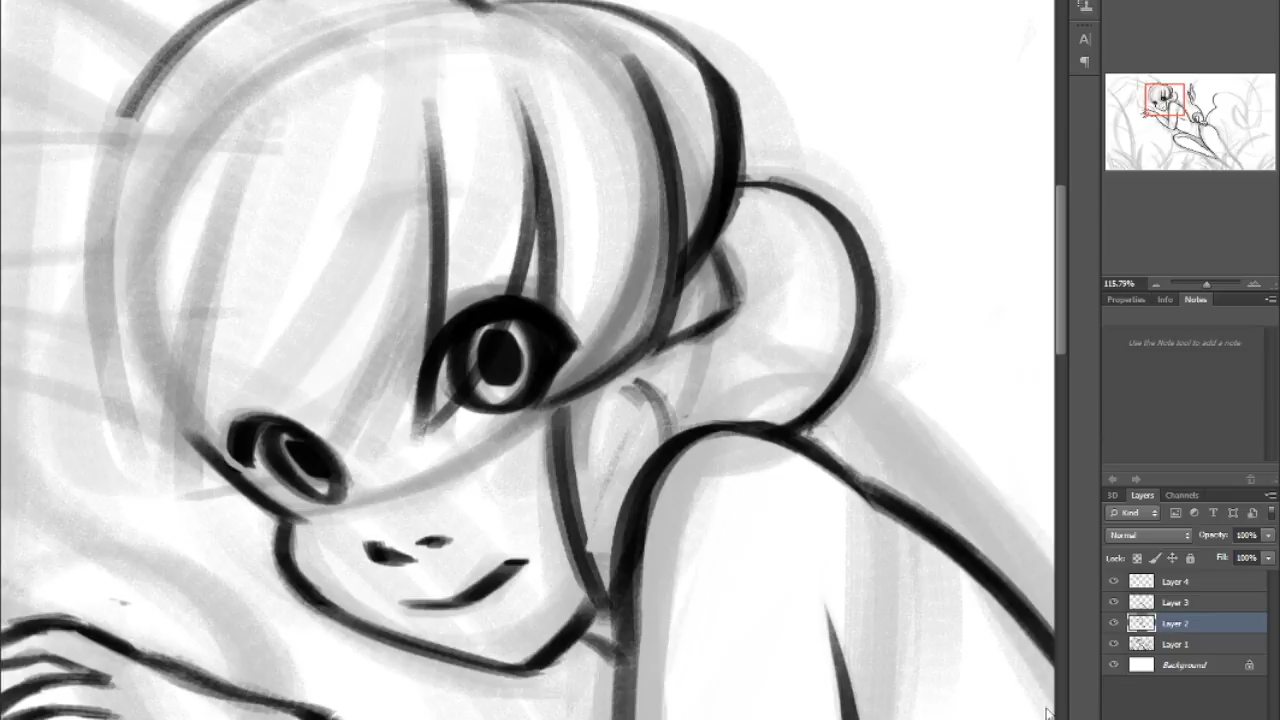 A|
¶
115.79%
Properties Info Notes
Use the Note tool to add a note
3D Layers Channels
Kind T
Normal Opacity: 100%
Lock: Fill: 100%
Layer 4
Layer 3
Layer 2
Layer 1
Background